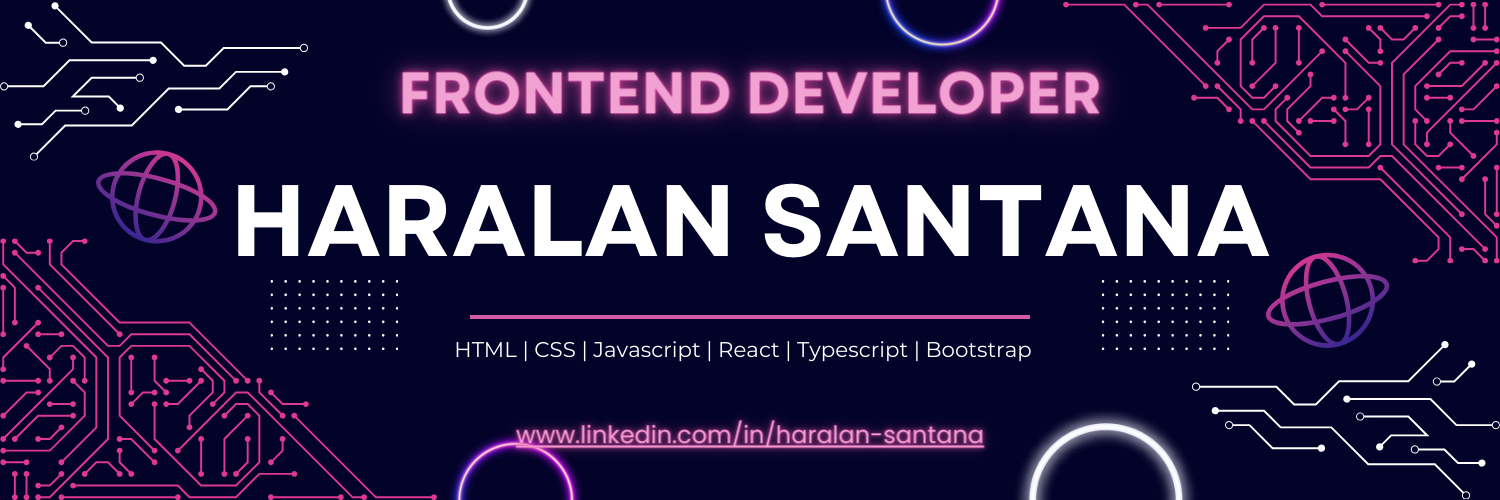 FRONTEND DEVELOPER
HARALAN SANTANA
HTML | CSS | Javascript | React | Typescript | Bootstrap
www.linkedin.com/in/haralan-santana